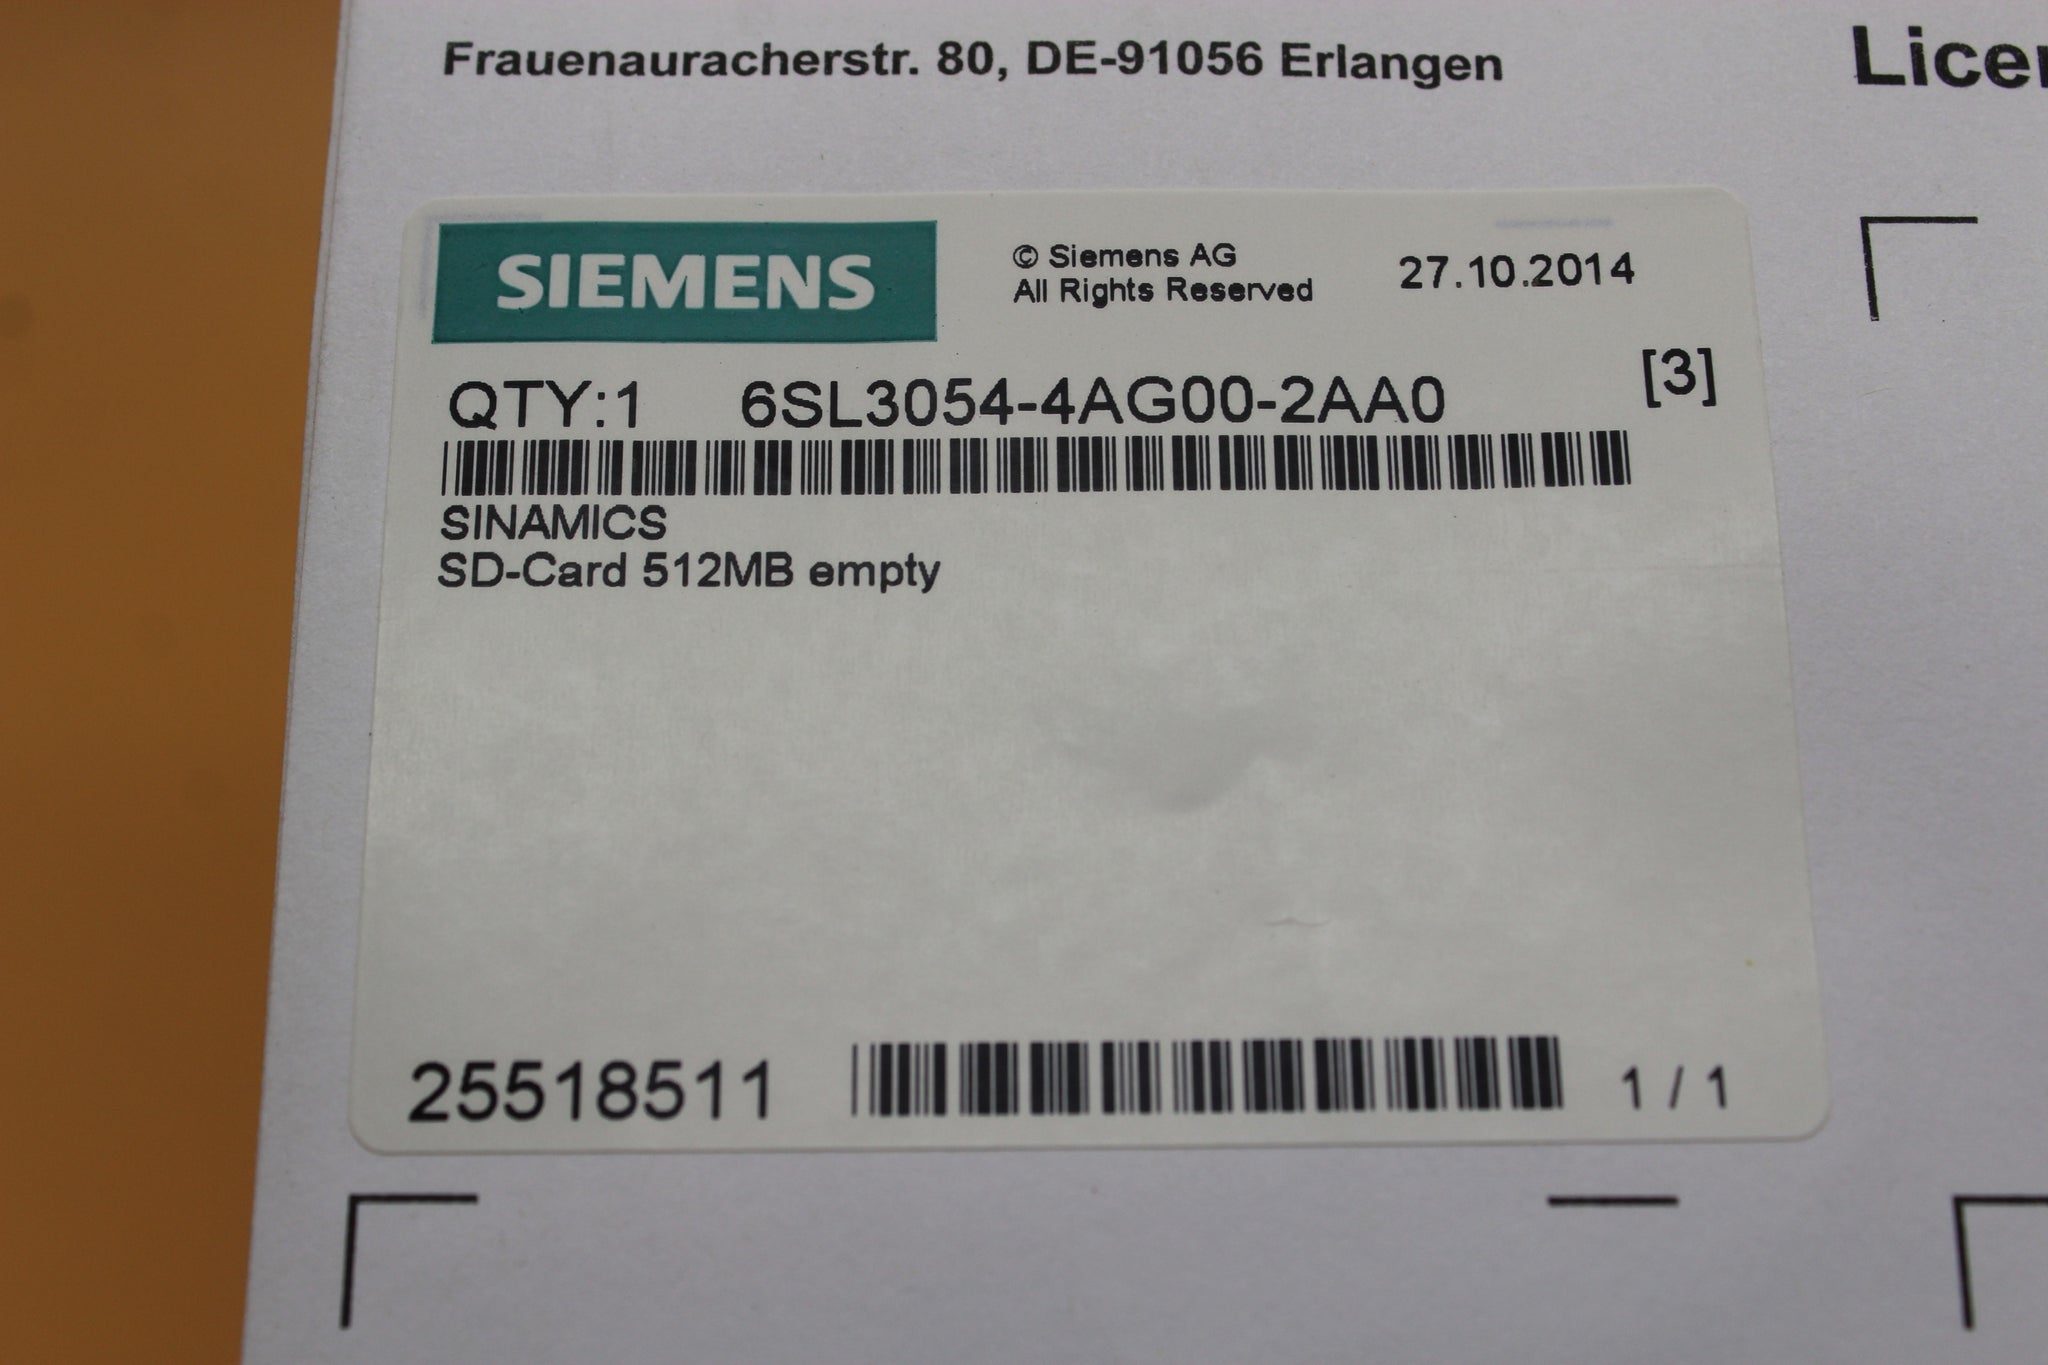 Frauenauracherstr. 80, DE-91056 Erlangen
SIEMENS
© Siemens AG
All Rights Reserved
27.10.2014
[3]
QTY:1 6SL3054-4AG00-2AA0
SINAMICS
SD-Card 512MB empty
25518511
1 / 1